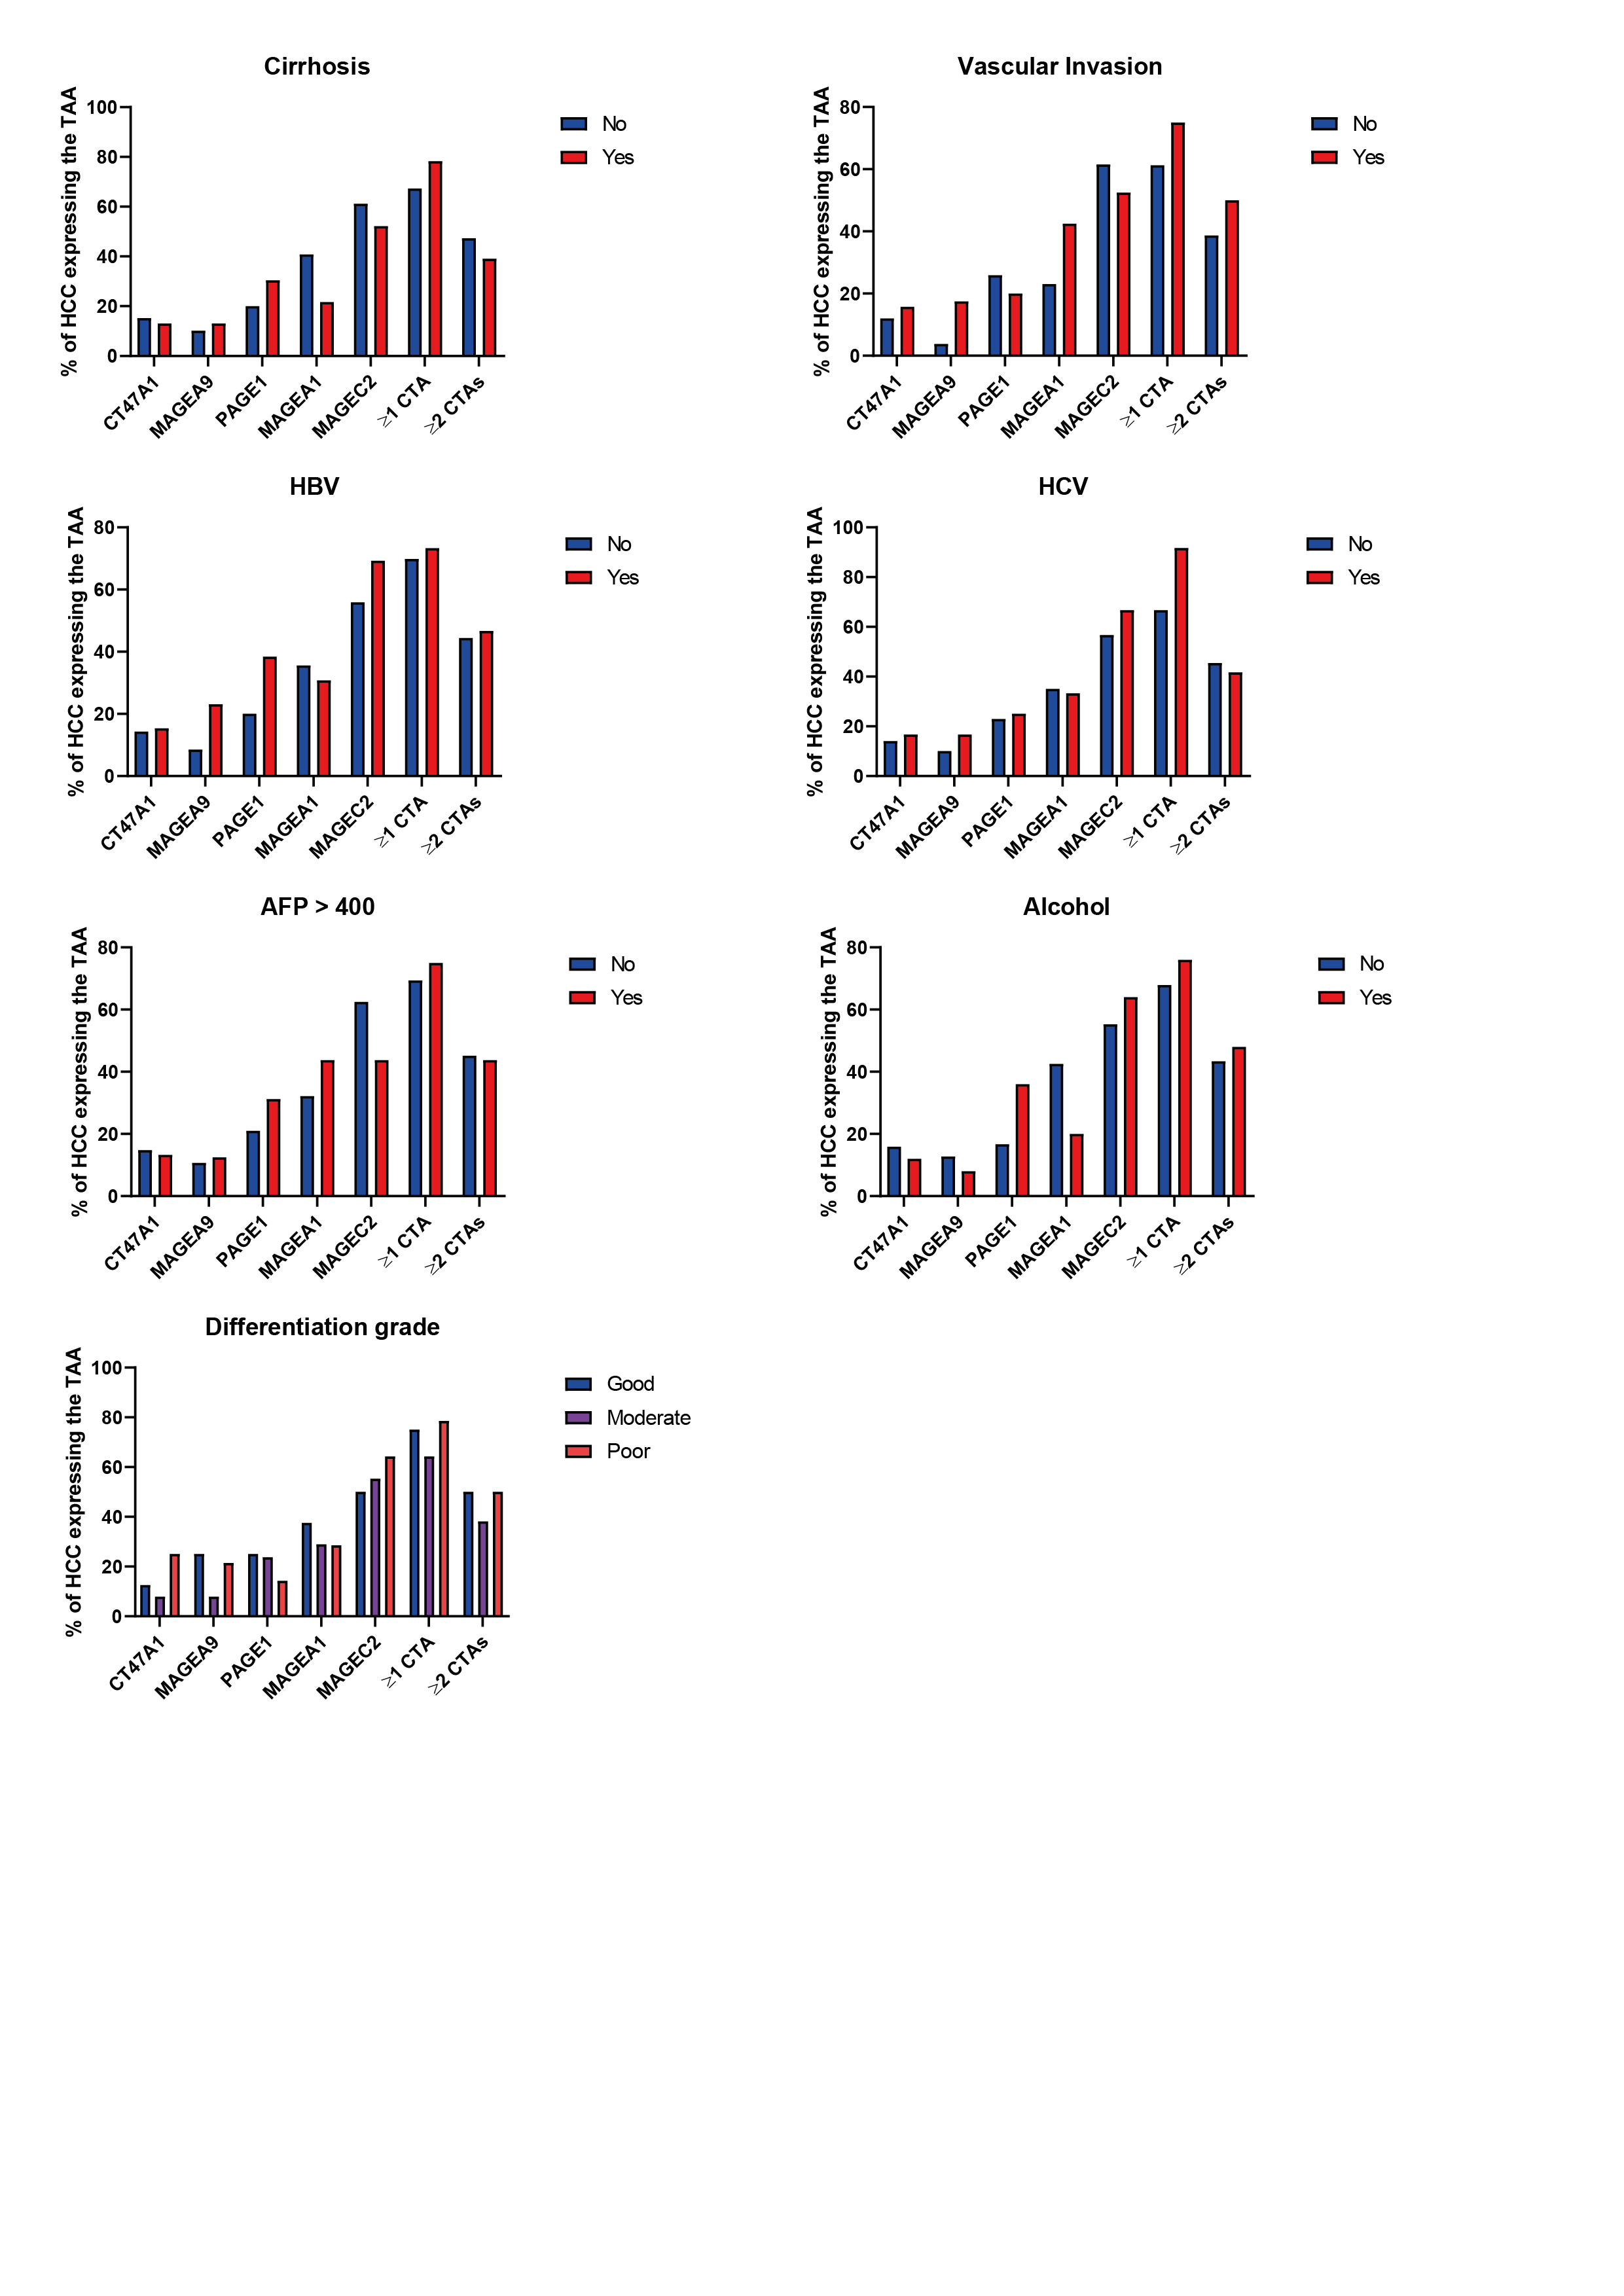 Cirrhosis
% of HCC expressing the TAA
100
80
60
40
20
0
CT47A1
MAGEA9
PAGE1
MAGEA1
MAGEC2
≥1 CTA
≥2 CTAs
No
Yes
Vascular Invasion
% of HCC expressing the TAA
80
60
40
20
0
CT47A1
MAGEA9
PAGE1
MAGEA1
MAGEC2
≥1 CTA
≥2 CTAs
No
Yes
HBV
% of HCC expressing the TAA
80
60
40
20
0
CT47A1
MAGEA9
PAGE1
MAGEA1
MAGEC2
≥1 CTA
≥2 CTAs
No
Yes
HCV
% of HCC expressing the TAA
100
80
60
40
20
0
CT47A1
MAGEA9
PAGE1
MAGEA1
MAGEC2
≥1 CTA
≥2 CTAs
No
Yes
AFP > 400
% of HCC expressing the TAA
80
60
40
20
0
CT47A1
MAGEA9
PAGE1
MAGEA1
MAGEC2
≥1 CTA
≥2 CTAs
No
Yes
Alcohol
% of HCC expressing the TAA
80
60
40
20
0
CT47A1
MAGEA9
PAGE1
MAGEA1
MAGEC2
≥1 CTA
≥2 CTAs
No
Yes
Differentiation grade
% of HCC expressing the TAA
100
80
60
40
20
0
CT47A1
MAGEA9
PAGE1
MAGEA1
MAGEC2
≥1 CTA
≥2 CTAs
Good
Moderate
Poor